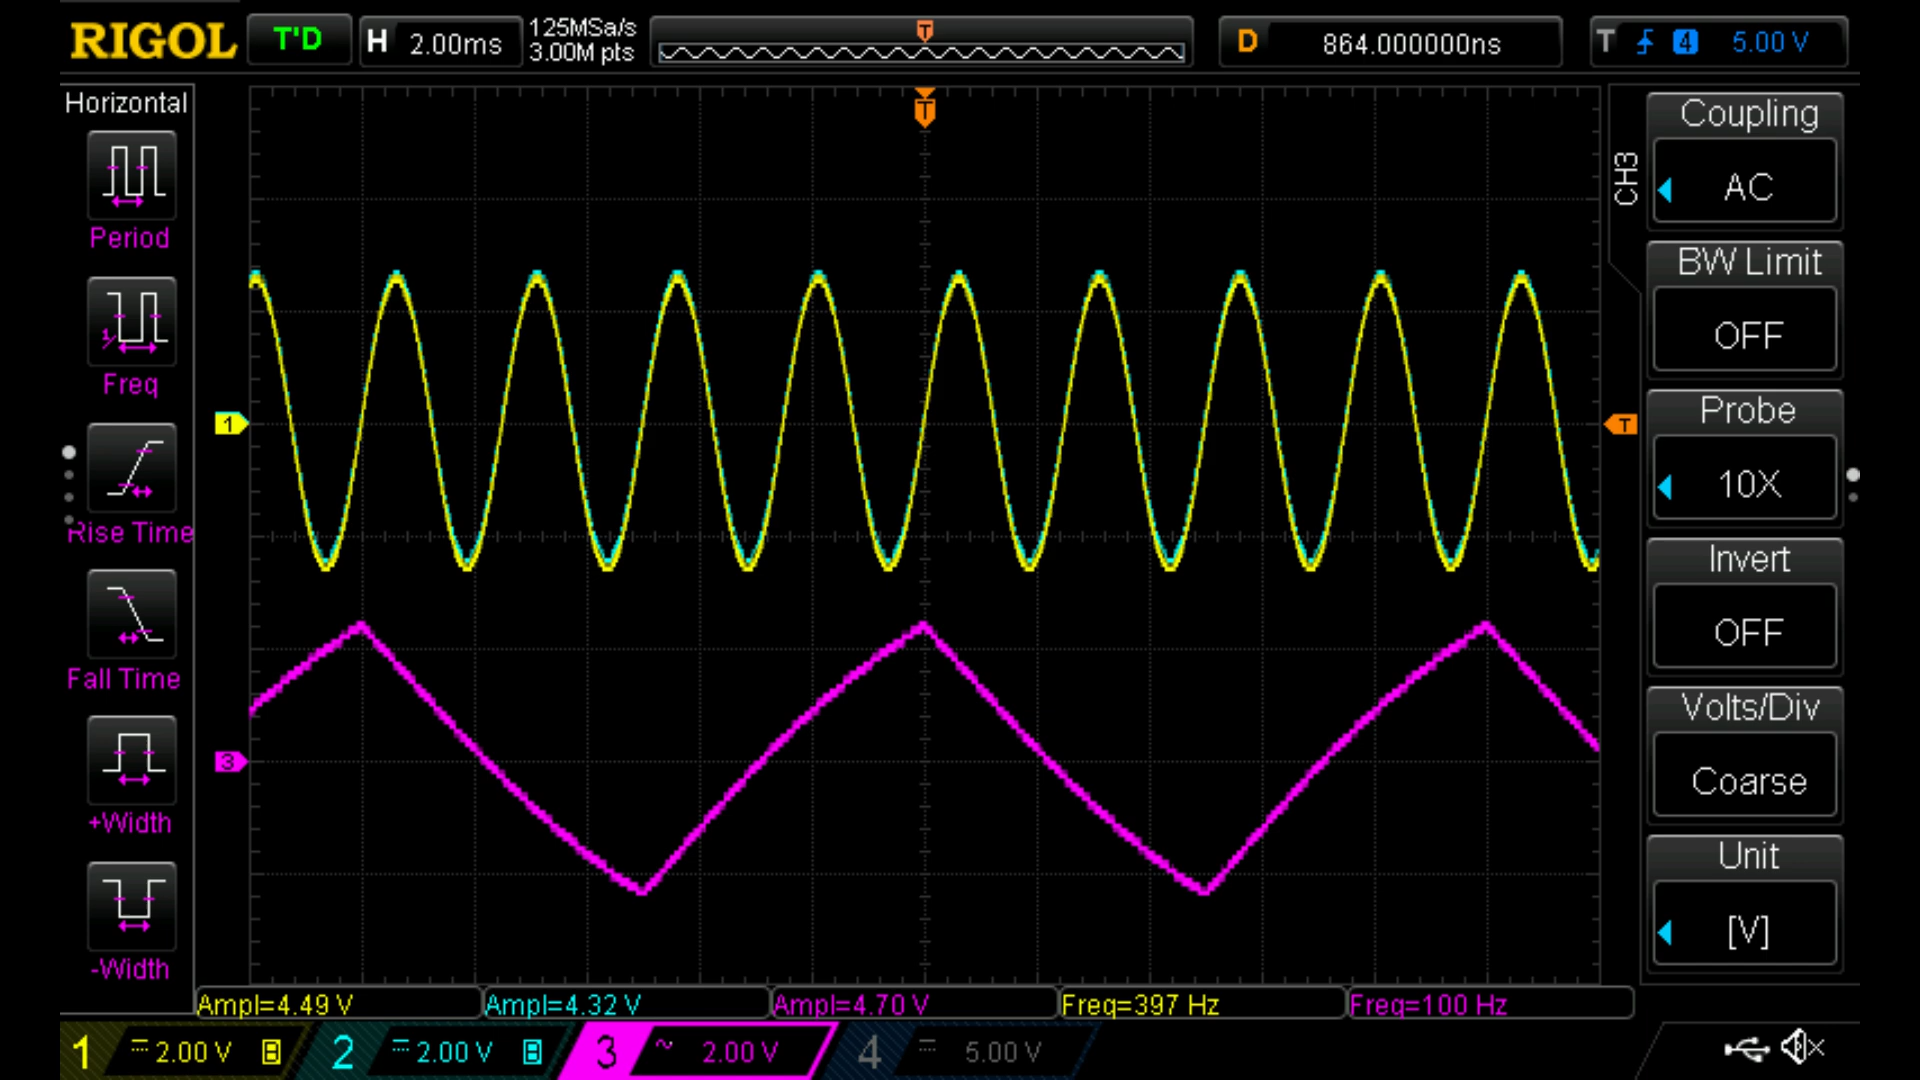 RIGOL T'D H 2.00ms 125MSa/s 3.00M pts T D 864.000000ns T 4 5.00 V
Horizontal
Period
Freq
Rise Time
Fall Time
+Width
-Width
T
1
T
3
CH3
Coupling
AC
BW Limit
OFF
Probe
10X
Invert
OFF
Volts/Div
Coarse
Unit
[V]
Ampl=4.49 V Ampl=4.32 V Ampl=4.70 V Freq=397 Hz Freq=100 Hz
1 2.00 V B 2 2.00 V B 3 ~ 2.00 V 4 5.00 V